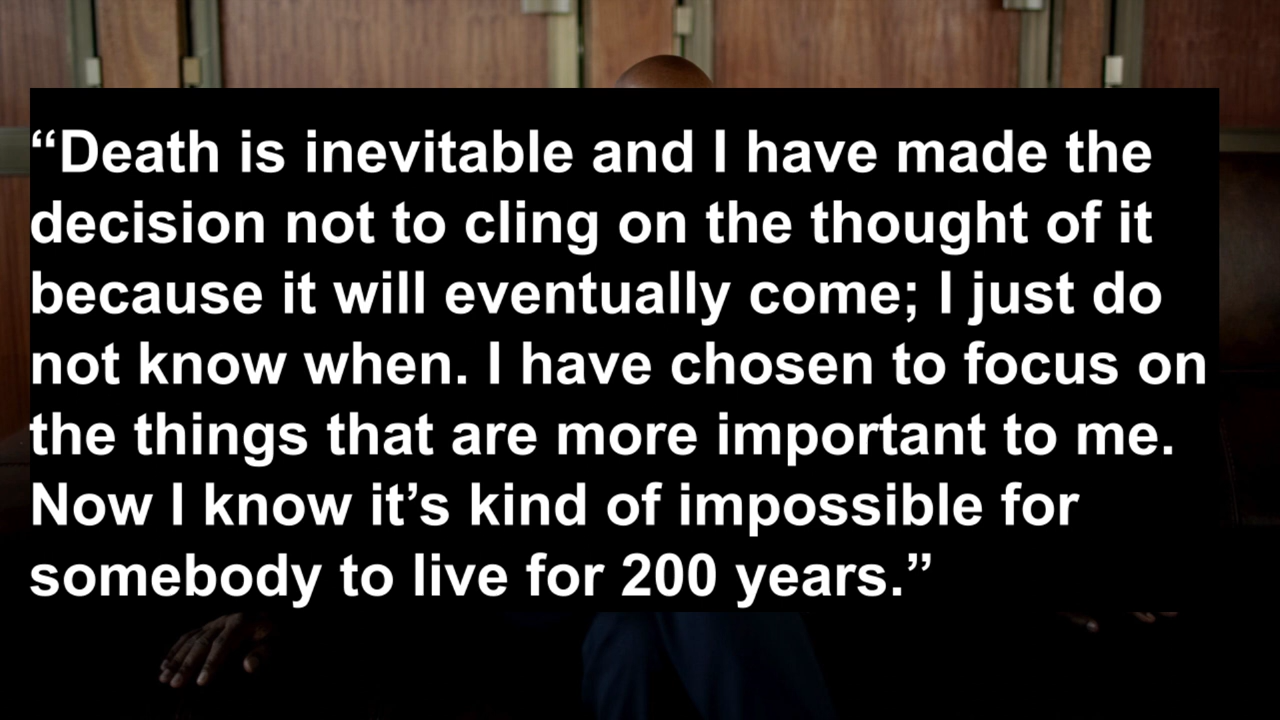 “Death is inevitable and I have made the
decision not to cling on the thought of it
because it will eventually come; I just do
not know when. I have chosen to focus on
the things that are more important to me.
Now I know it’s kind of impossible for
somebody to live for 200 years.”